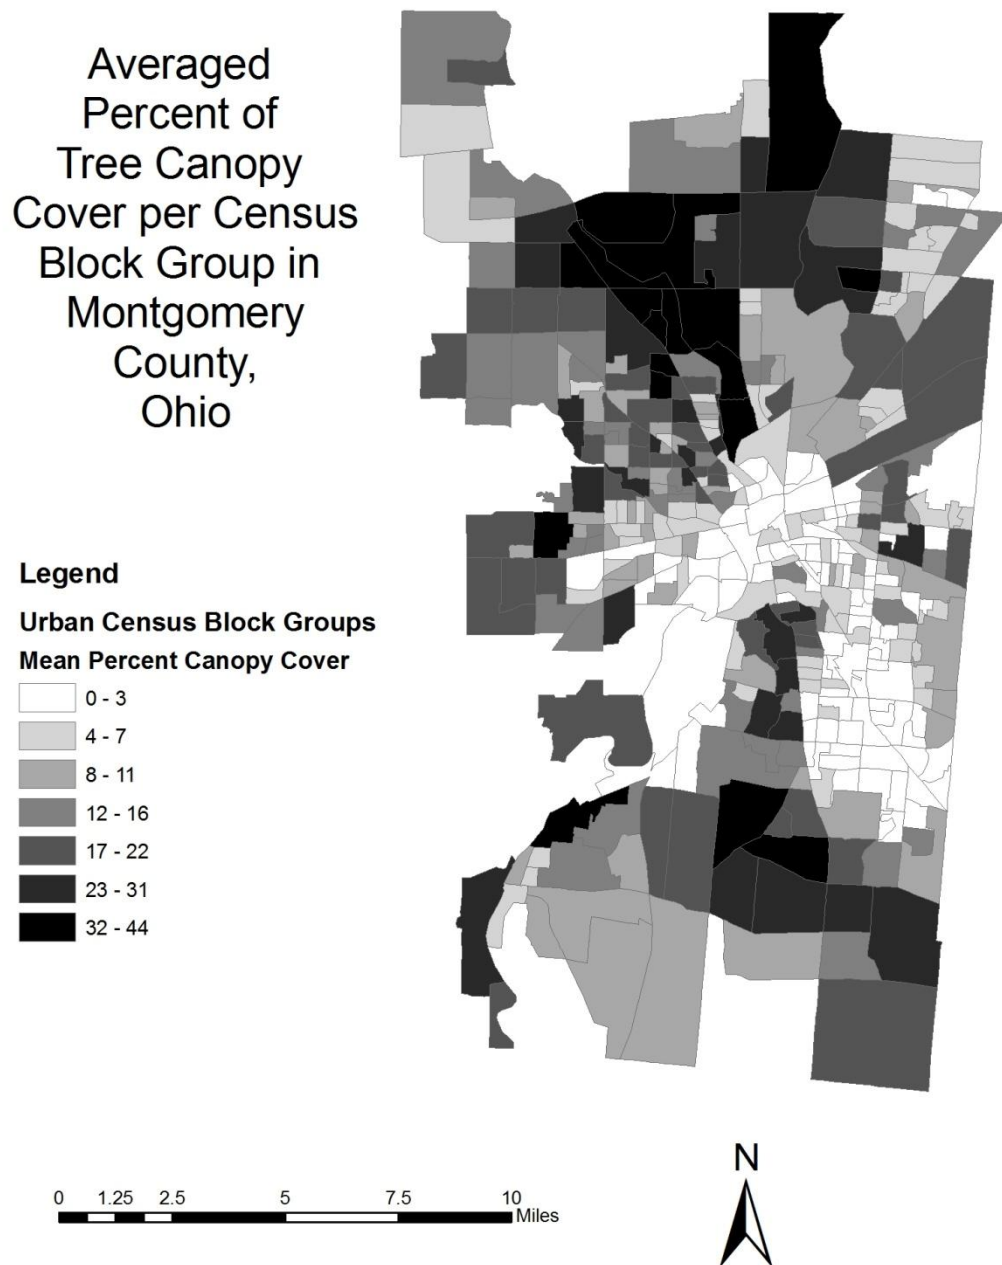 Averaged
Percent of
Tree Canopy
Cover per Census
Block Group in
Montgomery
County,
Ohio
Legend
Urban Census Block Groups
Mean Percent Canopy Cover
0 - 3
4 - 7
8 - 11
12 - 16
17 - 22
23 - 31
32 - 44
N
0 1.25 2.5 5 7.5 10
Miles